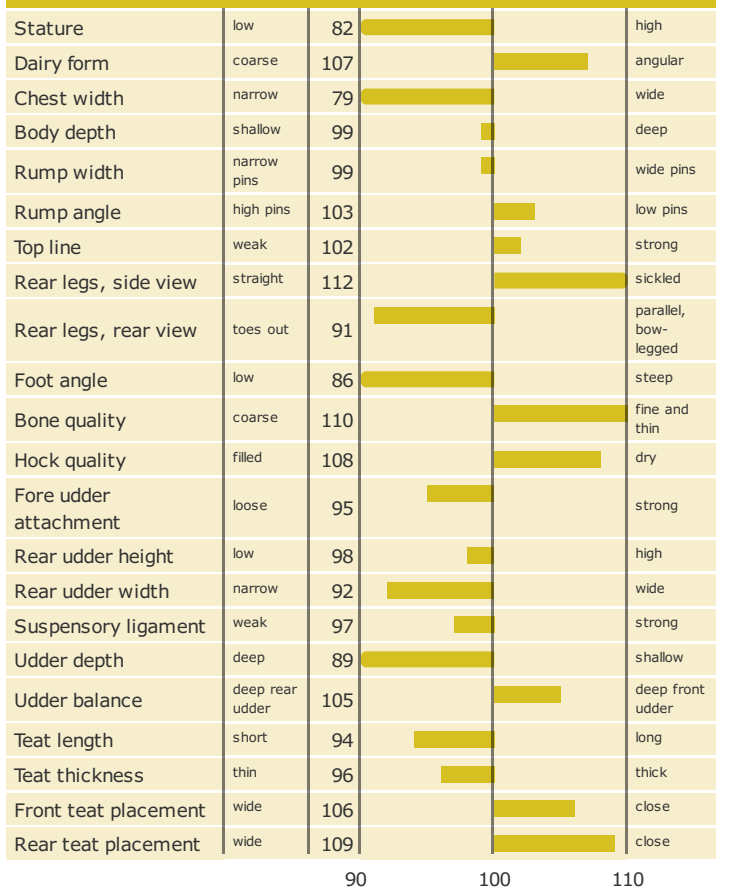 Stature low 82 high
Dairy form coarse 107 angular
Chest width narrow 79 wide
Body depth shallow 99 deep
Rump width narrow pins 99 wide pins
Rump angle high pins 103 low pins
Top line weak 102 strong
Rear legs, side view straight 112 sickled
Rear legs, rear view toes out 91 parallel, bow-legged
Foot angle low 86 steep
Bone quality coarse 110 fine and thin
Hock quality filled 108 dry
Fore udder attachment loose 95 strong
Rear udder height low 98 high
Rear udder width narrow 92 wide
Suspensory ligament weak 97 strong
Udder depth deep 89 shallow
Udder balance deep rear udder 105 deep front udder
Teat length short 94 long
Teat thickness thin 96 thick
Front teat placement wide 106 close
Rear teat placement wide 109 close
90 100 110